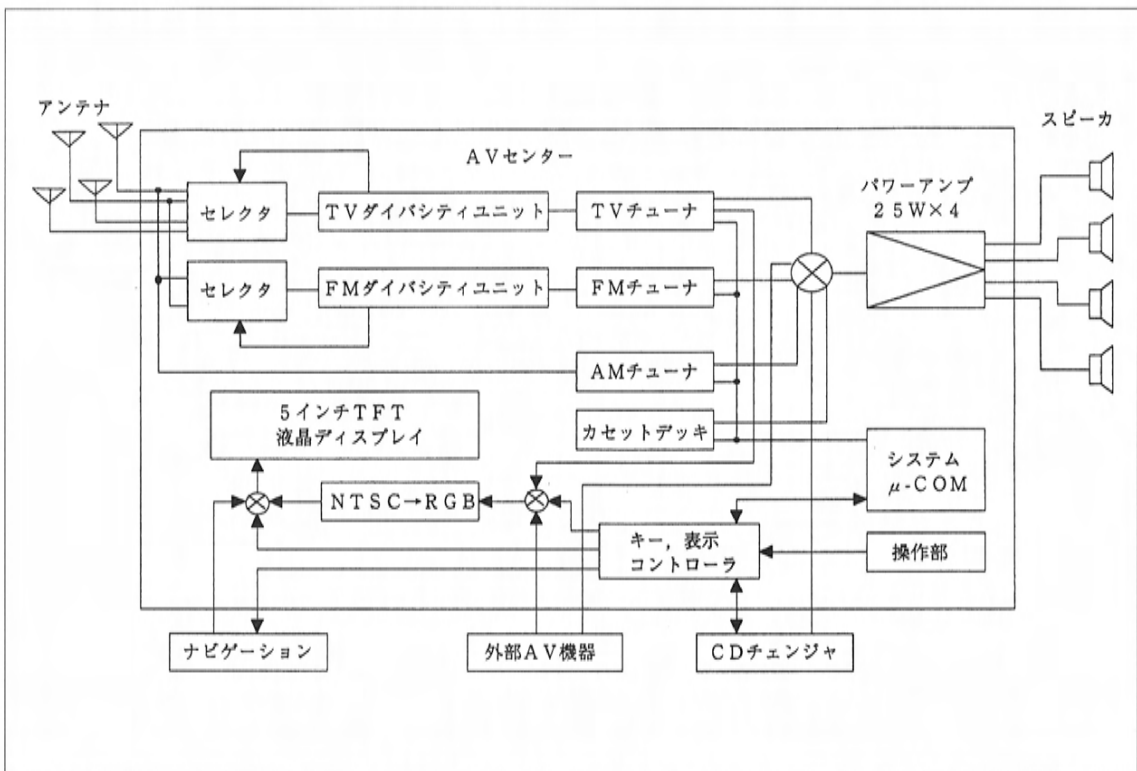 アンテナ
スピーカ
AVセンター
パワーアンプ
25W×4
セレクタ
TVダイバシティユニット
TVチューナ
セレクタ
FMダイバシティユニット
FMチューナ
AMチューナ
5インチTFT
液晶ディスプレイ
カセットデッキ
システム
μ-COM
NTSC→RGB
キー,表示
コントローラ
操作部
ナビゲーション
外部AV機器
CDチェンジャ